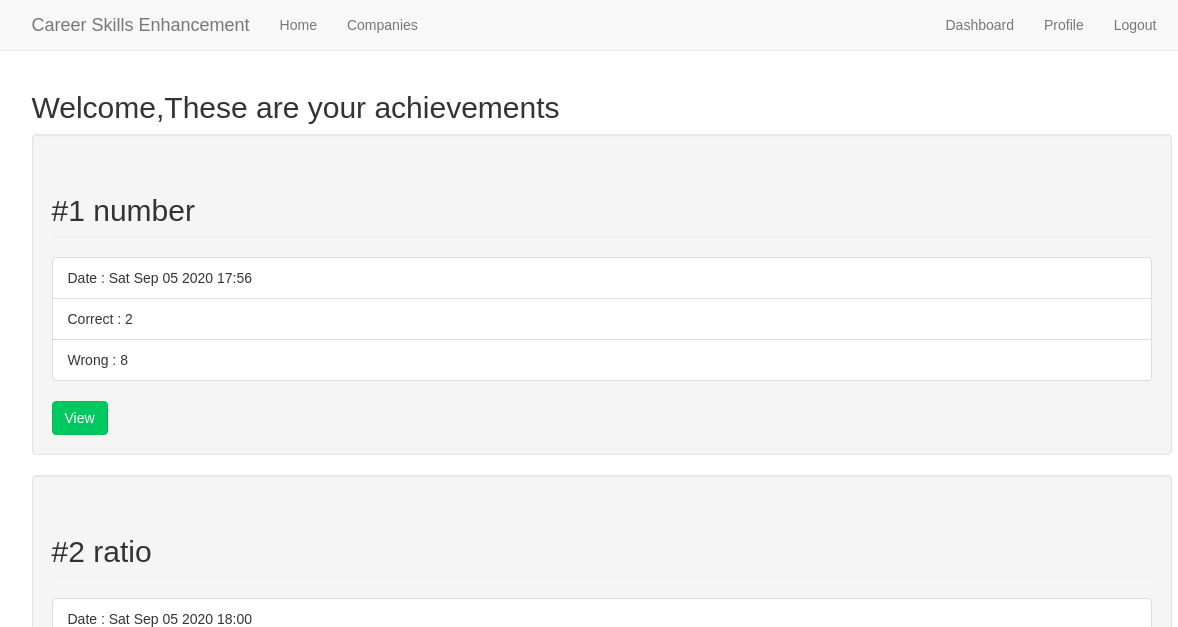 Career Skills Enhancement Home Companies Dashboard Profile Logout
Welcome,These are your achievements
#1 number
Date : Sat Sep 05 2020 17:56
Correct : 2
Wrong : 8
View
#2 ratio
Date : Sat Sep 05 2020 18:00